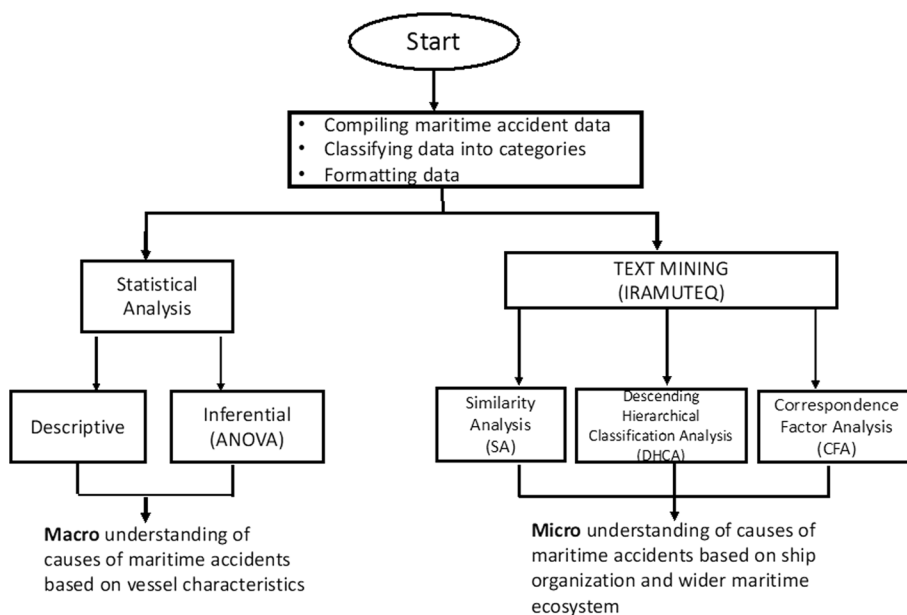 Start
• Compiling maritime accident data
• Classifying data into categories
• Formatting data
Statistical
Analysis
TEXT MINING
(IRAMUTEQ)
Descriptive
Inferential
(ANOVA)
Similarity
Analysis
(SA)
Descending
Hierarchical
Classification Analysis
(DHCA)
Correspondence
Factor Analysis
(CFA)
Macro understanding of
causes of maritime accidents
based on vessel characteristics
Micro understanding of causes of
maritime accidents based on ship
organization and wider maritime
ecosystem